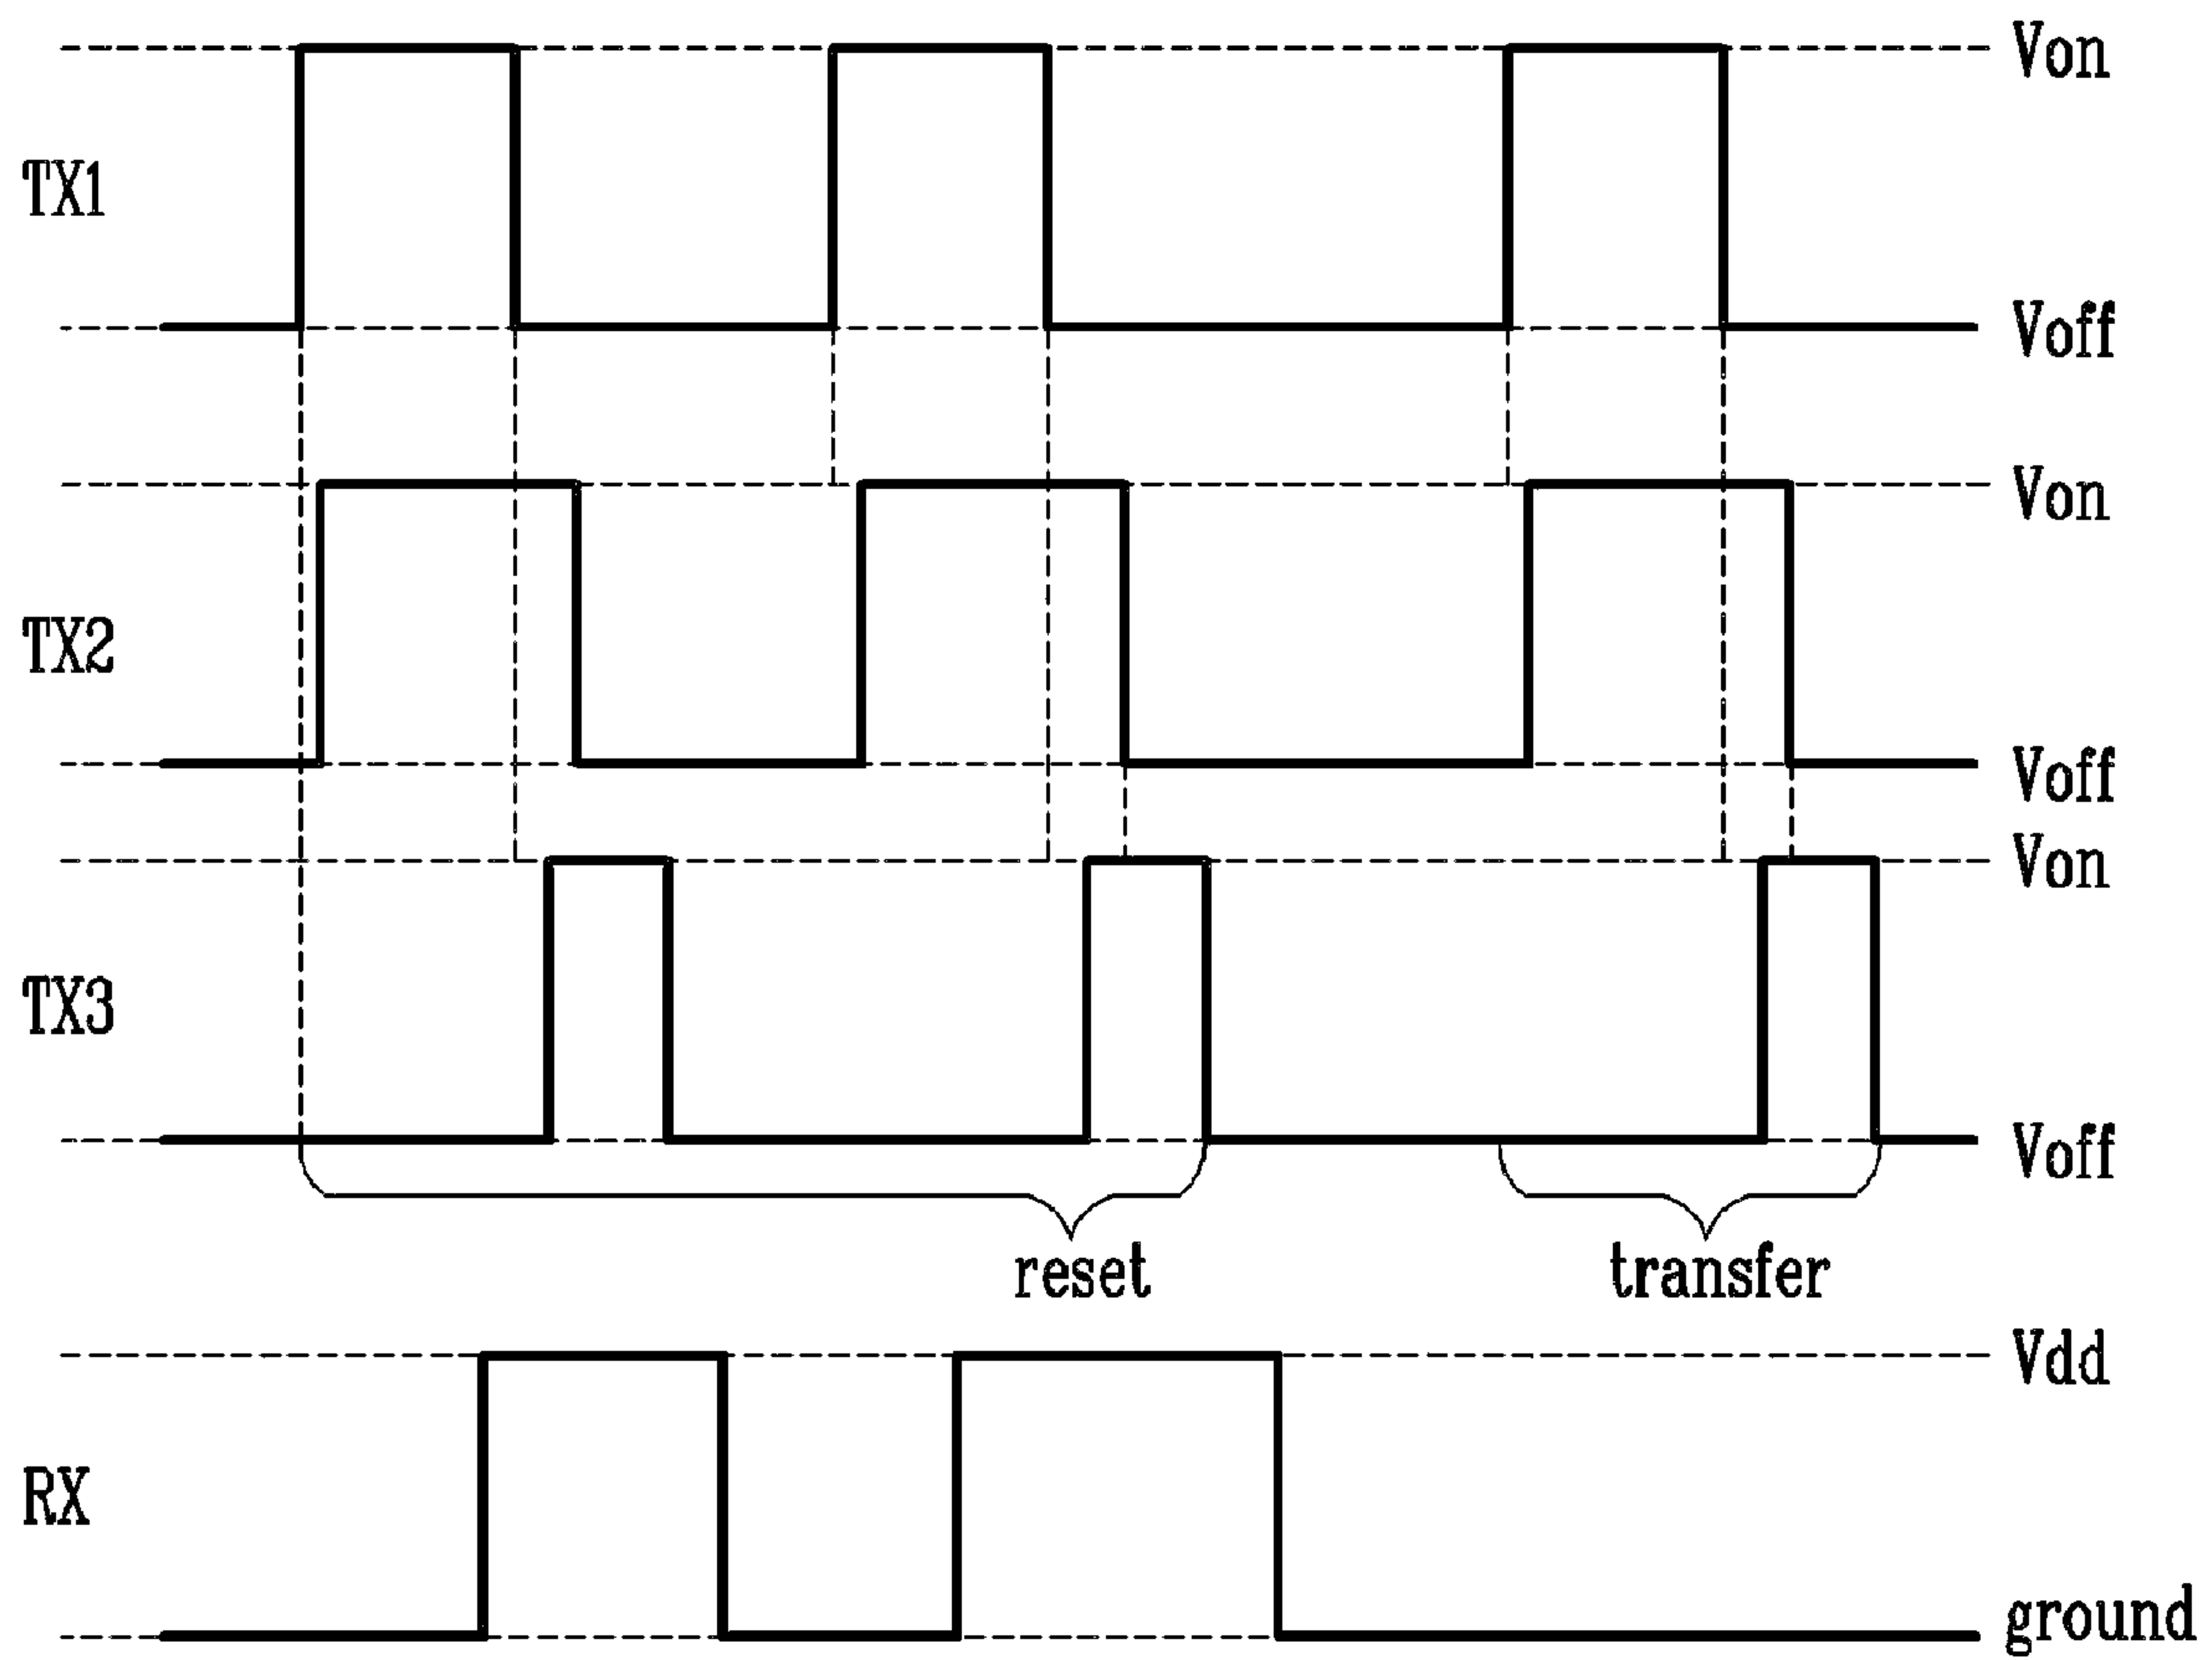 Von
TX1
Voff
Von
TX2
Voff
Von
TX3
Voff
reset
transfer
Vdd
RX
ground